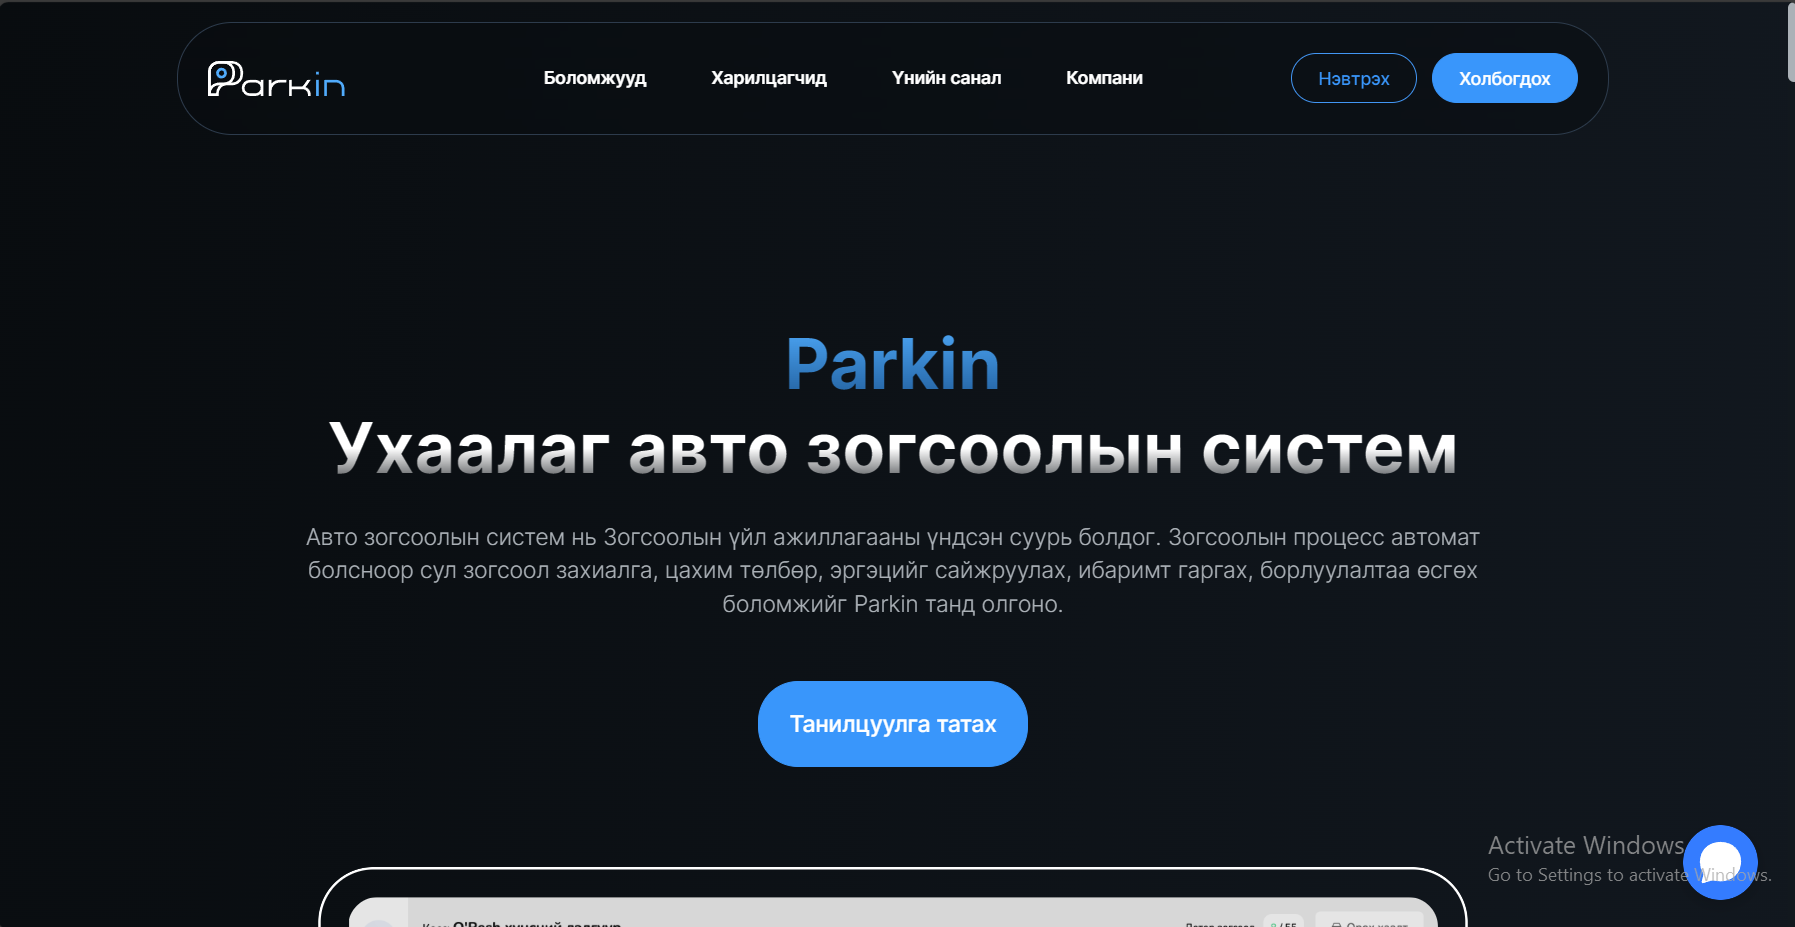 Parkin
Боломжууд
Харилцагчид
Үнийн санал
Компани
Нэвтрэх
Холбогдох
Parkin
Ухаалаг авто зогсоолын систем
Авто зогсоолын систем нь Зогсоолын үйл ажиллагааны үндсэн суурь болдог. Зогсоолын процесс автомат
болсноор сул зогсоол захиалга, цахим төлбөр, эргэцийг сайжруулах, ибаримт гаргах, борлуулалтаа өсгөх
боломжийг Parkin танд олгоно.
Танилцуулга татах
Activate Windows
Go to Settings to activate Windows.